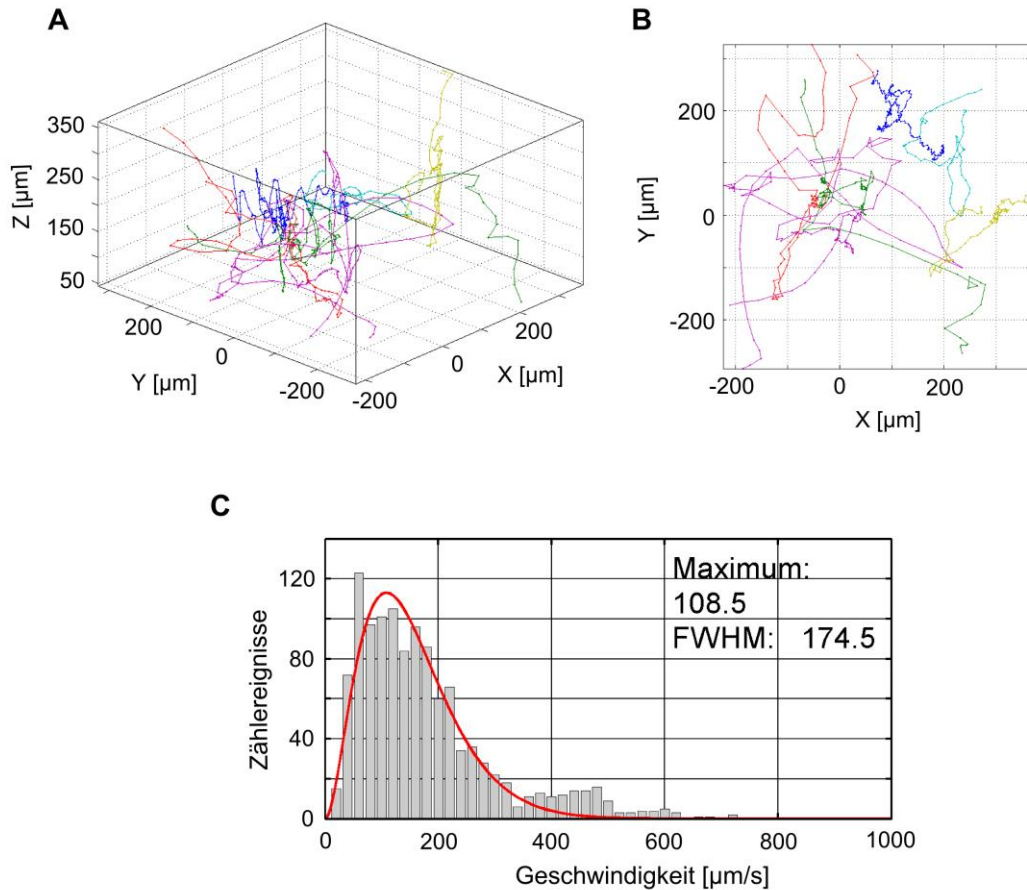 A
350
250
150
50
Z [µm]
200
0
-200
Y [µm]
-200
0
200
X [µm]
B
200
0
-200
Y [µm]
-200
0
200
X [µm]
C
120
80
40
0
Zählereignisse
Maximum:
108.5
FWHM: 174.5
0 200 400 600 800 1000
Geschwindigkeit [µm/s]